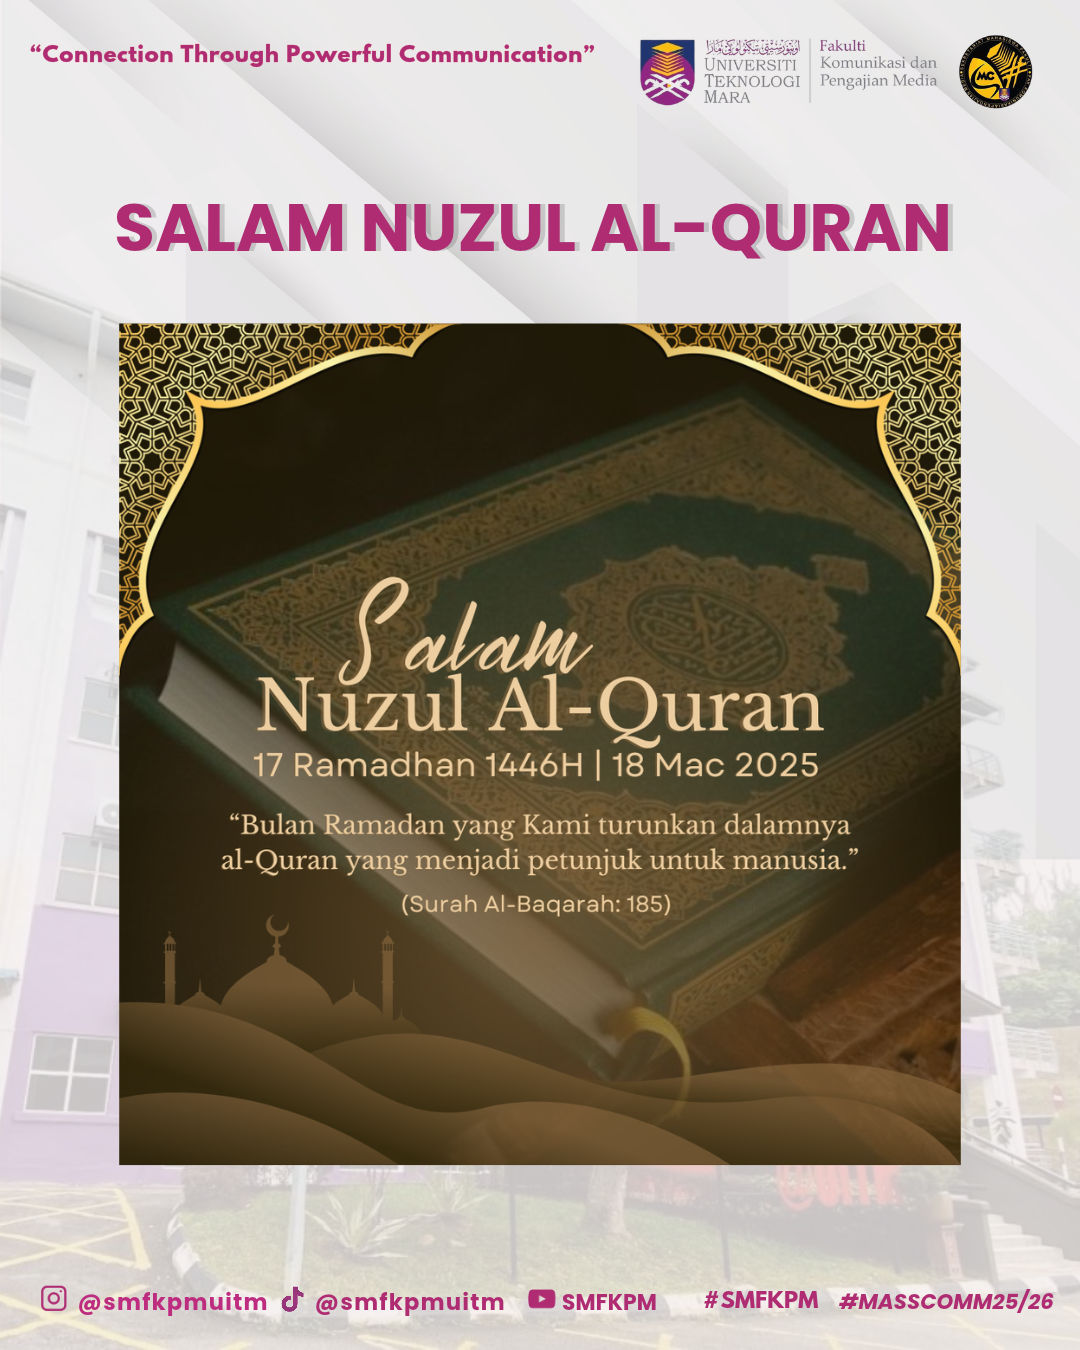 “Connection Through Powerful Communication”
UNIVERSITI
TEKNOLOGI
MARA
Fakulti
Komunikasi dan
Pengajian Media
MC
SALAM NUZUL AL-QURAN
Salam
Nuzul Al-Quran
17 Ramadhan 1446H | 18 Mac 2025
“Bulan Ramadan yang Kami turunkan dalamnya
al-Quran yang menjadi petunjuk untuk manusia.”
(Surah Al-Baqarah: 185)
@smfkpmuitm @smfkpmuitm SMFKPM #SMFKPM #MASSCOMM25/26